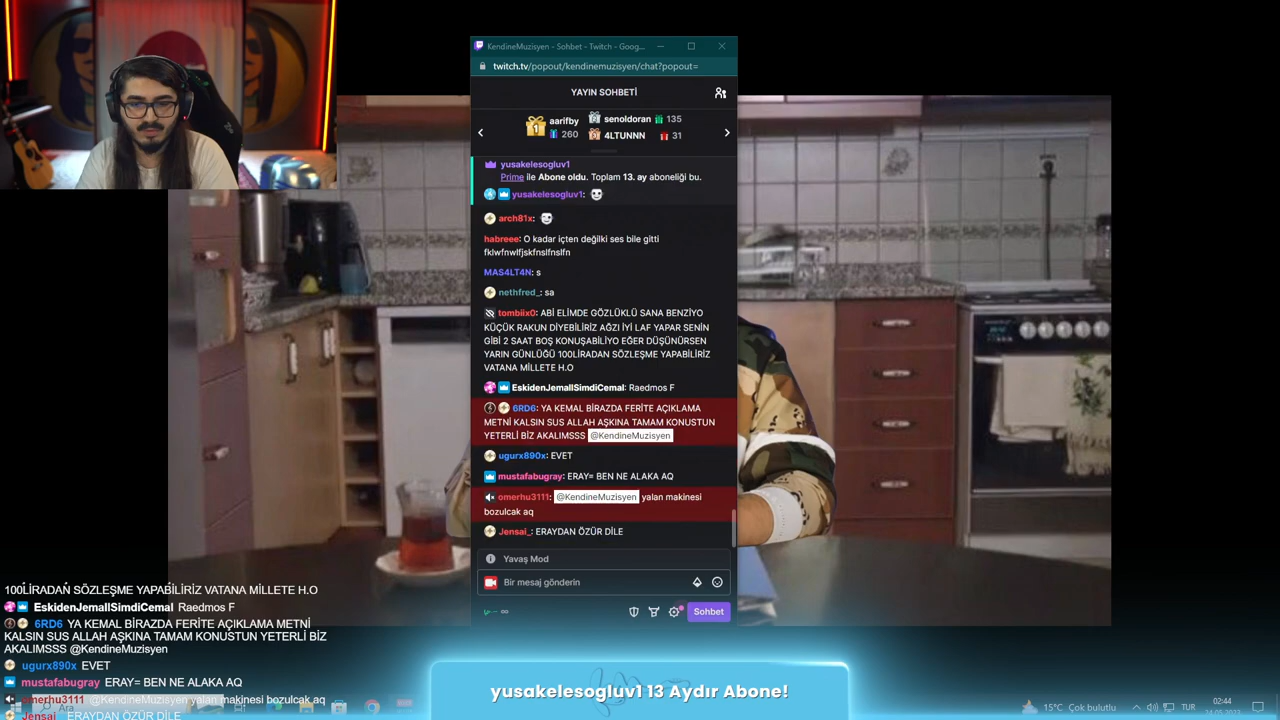 KendineMuzisyen - Sohbet - Twitch - Goog...
twitch.tv/popout/kendinemuzisyen/chat?popout=
YAYIN SOHBETİ
1 aarifby 260
senoldoran 135
4LTUNNN 31
yusakelesogluv1
Prime ile Abone oldu. Toplam 13. ay aboneliği bu.
yusakelesogluv1:
arch81x:
habreee: O kadar içten değilki ses bile gitti
fklwfnwlfjskfnslfnslfn
MAS4LT4N: s
nethfred_: sa
tombiix0: ABİ ELİMDE GÖZLÜKLÜ SANA BENZİYO
KÜÇÜK RAKUN DİYEBİLİRİZ AĞZI İYİ LAF YAPAR SENİN
GİBİ 2 SAAT BOŞ KONUŞABİLİYO EĞER DÜŞÜNÜRSEN
YARIN GÜNLÜĞÜ 100LİRADAN SÖZLEŞME YAPABİLİRİZ
VATANA MİLLETE H.O
EskidenJemallSimdiCemal: Raedmos F
6RD6: YA KEMAL BİRAZDA FERİTE AÇIKLAMA
METNİ KALSIN SUS ALLAH AŞKINA TAMAM KONUSTUN
YETERLİ BİZ AKALIMSSS @KendineMuzisyen
ugurx890x: EVET
mustafabugray: ERAY= BEN NE ALAKA AQ
omerhu3111: @KendineMuzisyen yalan makinesi
bozulcak aq
Jensai_: ERAYDAN ÖZÜR DİLE
Yavaş Mod
Bir mesaj gönderin
Sohbet
100LİRADAN SÖZLEŞME YAPABİLİRİZ VATANA MİLLETE H.O
EskidenJemallSimdiCemal Raedmos F
6RD6 YA KEMAL BİRAZDA FERİTE AÇIKLAMA METNİ
KALSIN SUS ALLAH AŞKINA TAMAM KONUSTUN YETERLİ BİZ
AKALIMSSS @KendineMuzisyen
ugurx890x EVET
mustafabugray ERAY= BEN NE ALAKA AQ
omerhu3111 @KendineMuzisyen yalan makinesi bozulcak aq
Jensai_ ERAYDAN ÖZÜR DİLE
Ara
yusakelesogluv1 13 Aydır Abone!
15°C Çok bulutlu
TUR
02:44
24.05.2023